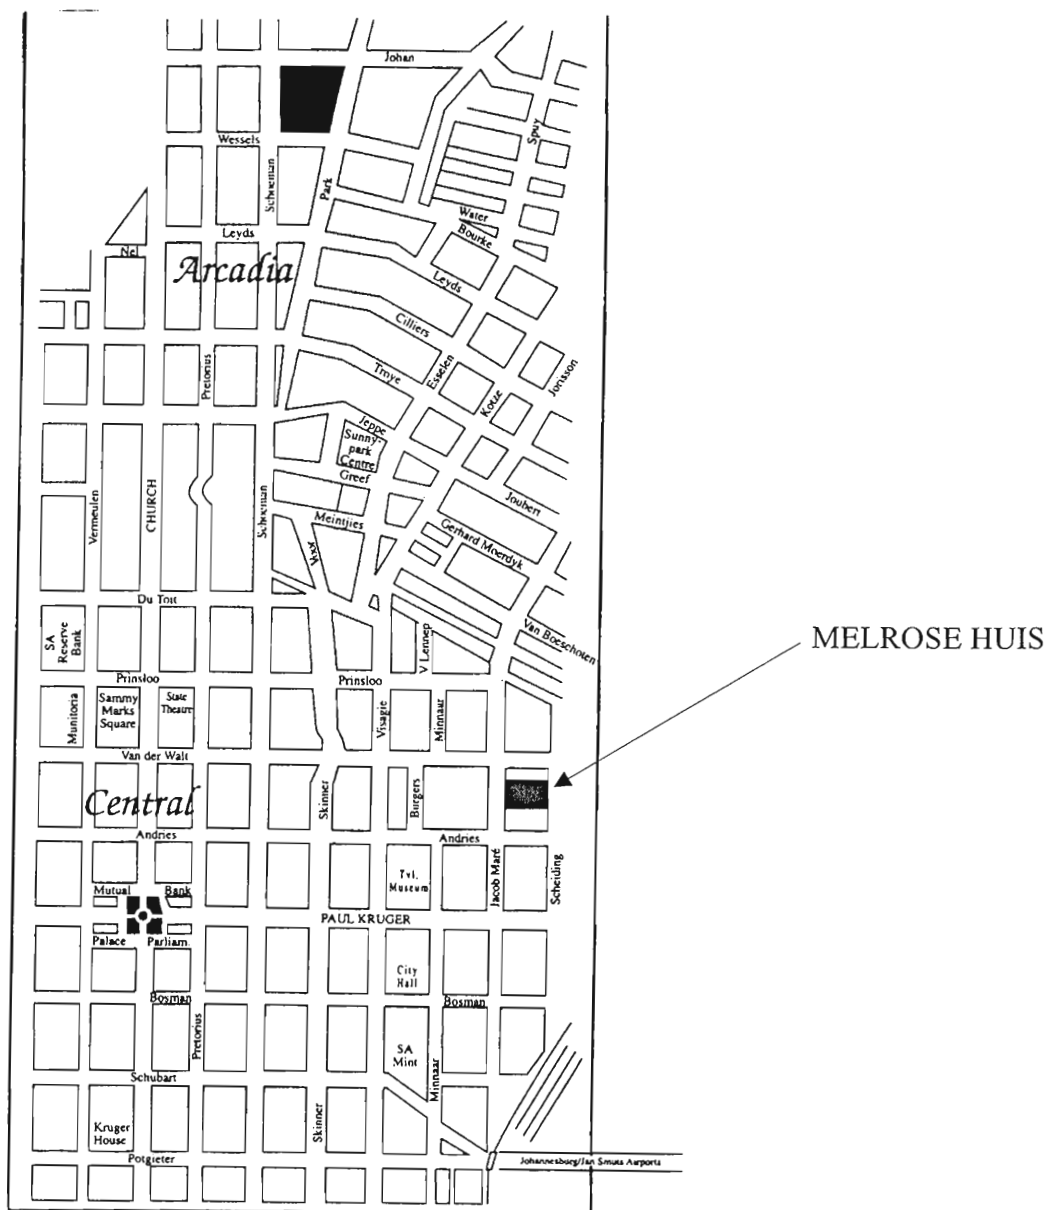 Johan
Spuy
Wessels
Schoeman
Park
Water
Leyds
Bourke
Nel
Arcadia
Leyds
Cilliers
Pretorius
Troye
Esselen
Kotze
Jorisson
Jeppe
Sunny-
park
Centre
Greef
Vermeulen
CHURCH
Schoeman
Joubert
Meintjies
Gerhard Moerdyk
Voor
Du Toit
SA
Reserve
Bank
V Lennep
Van Boeschoten
MELROSE HUIS
Prinsloo
Prinsloo
Munitoria
Sammy
Marks
Square
State
Theatre
Visagie
Minnaar
Van der Walt
Skinner
Burgers
Central
Andries
Andries
Tvl.
Museum
Jacob Maré
Scheiding
Mutual
Bank
PAUL KRUGER
Palace
Parliam.
City
Hall
Bosman
Bosman
Pretorius
SA
Mint
Minnaar
Schubart
Kruger
House
Skinner
Potgieter
Johannesburg/Jan Smuts Airports